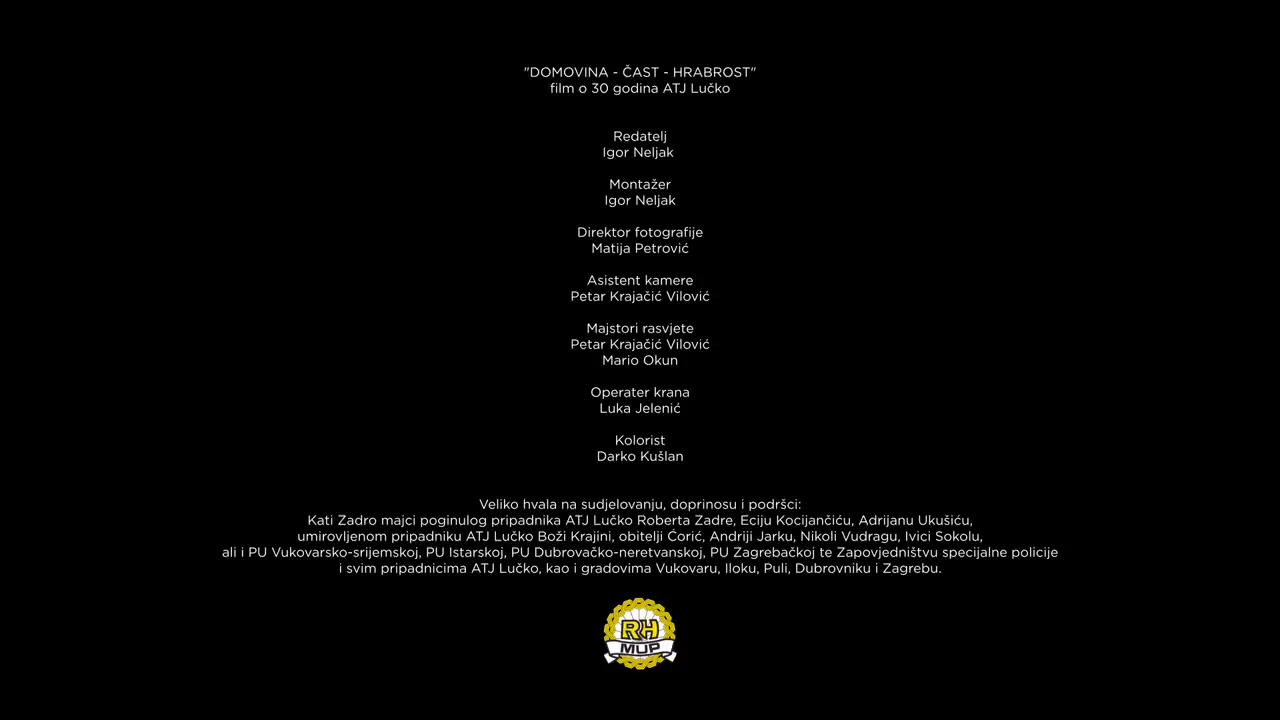 "DOMOVINA - ČAST - HRABROST"
film o 30 godina ATJ Lučko
Redatelj
Igor Neljak
Montažer
Igor Neljak
Direktor fotografije
Matija Petrović
Asistent kamere
Petar Krajačić Vilović
Majstori rasvjete
Petar Krajačić Vilović
Mario Okun
Operater krana
Luka Jelenić
Kolorist
Darko Kušlan
Veliko hvala na sudjelovanju, doprinosu i podršci:
Kati Zadro majci poginulog pripadnika ATJ Lučko Roberta Zadre, Eciju Kocijančiću, Adrijanu Ukušiću,
umirovljenom pripadniku ATJ Lučko Boži Krajini, obitelji Ćorić, Andriji Jarku, Nikoli Vudragu, Ivici Sokolu,
ali i PU Vukovarsko-srijemskoj, PU Istarskoj, PU Dubrovačko-neretvanskoj, PU Zagrebačkoj te Zapovjedništvu specijalne policije
i svim pripadnicima ATJ Lučko, kao i gradovima Vukovaru, Iloku, Puli, Dubrovniku i Zagrebu.
RH
MUP